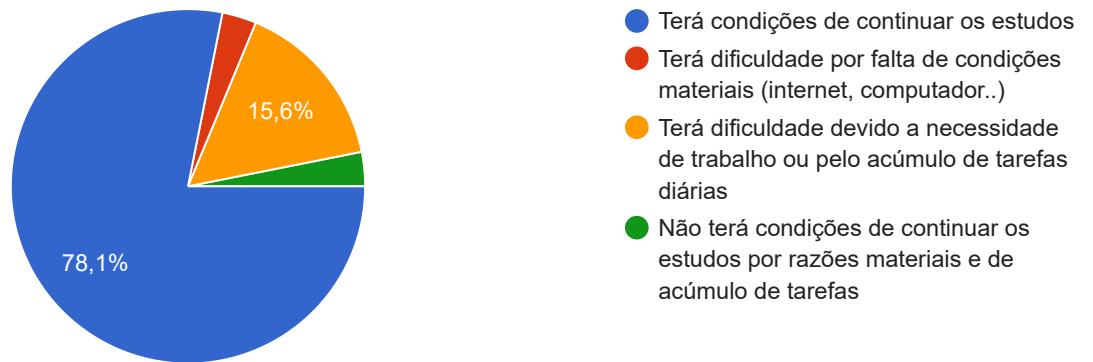 78,1%
15,6%
Terá condições de continuar os estudos
Terá dificuldade por falta de condições
materiais (internet, computador..)
Terá dificuldade devido a necessidade
de trabalho ou pelo acúmulo de tarefas
diárias
Não terá condições de continuar os
estudos por razões materiais e de
acúmulo de tarefas